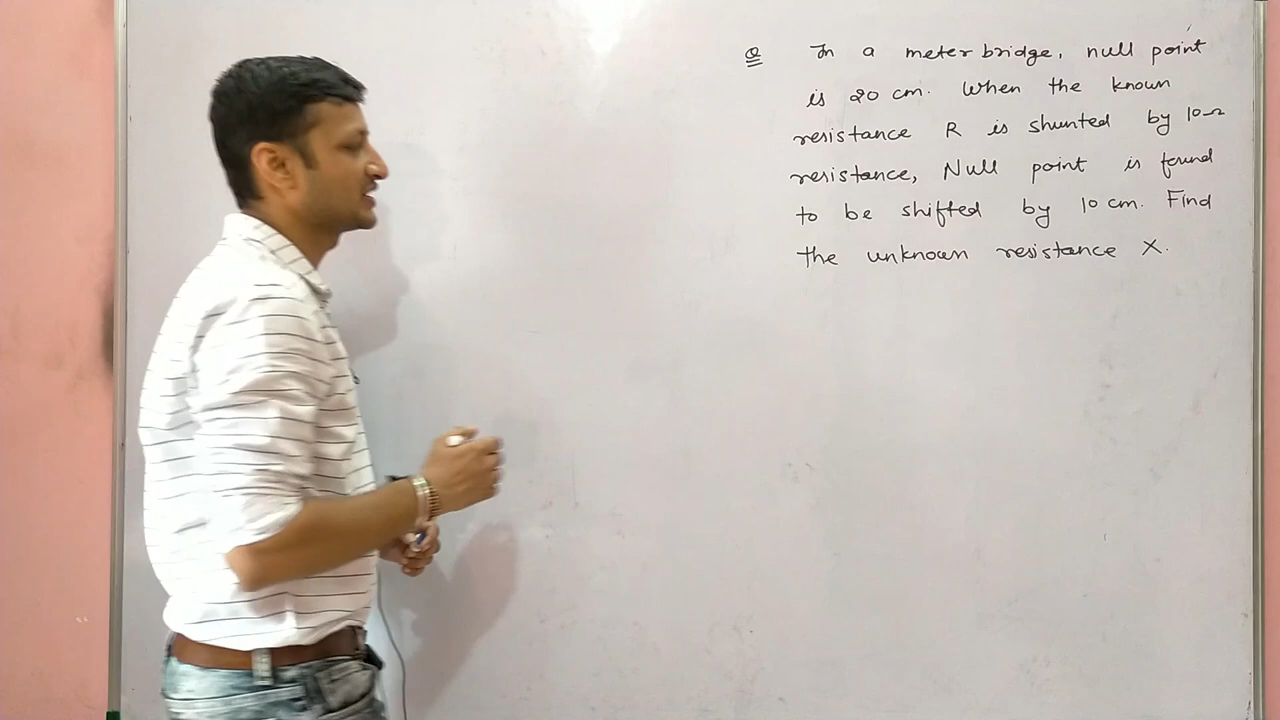 Q In a meter bridge, null point
is 20 cm. When the known
resistance R is shunted by 10Ω
resistance, Null point is found
to be shifted by 10 cm. Find
the unknown resistance X.